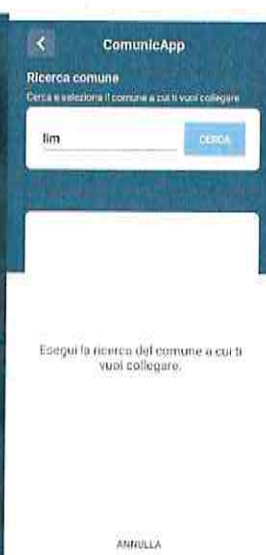 ComunicApp
Ricerca comune
Cerca e seleziona il comune a cui ti vuoi collegare
lim
CERCA
Esegui la ricerca del comune a cui ti
vuoi collegare.
ANNULLA